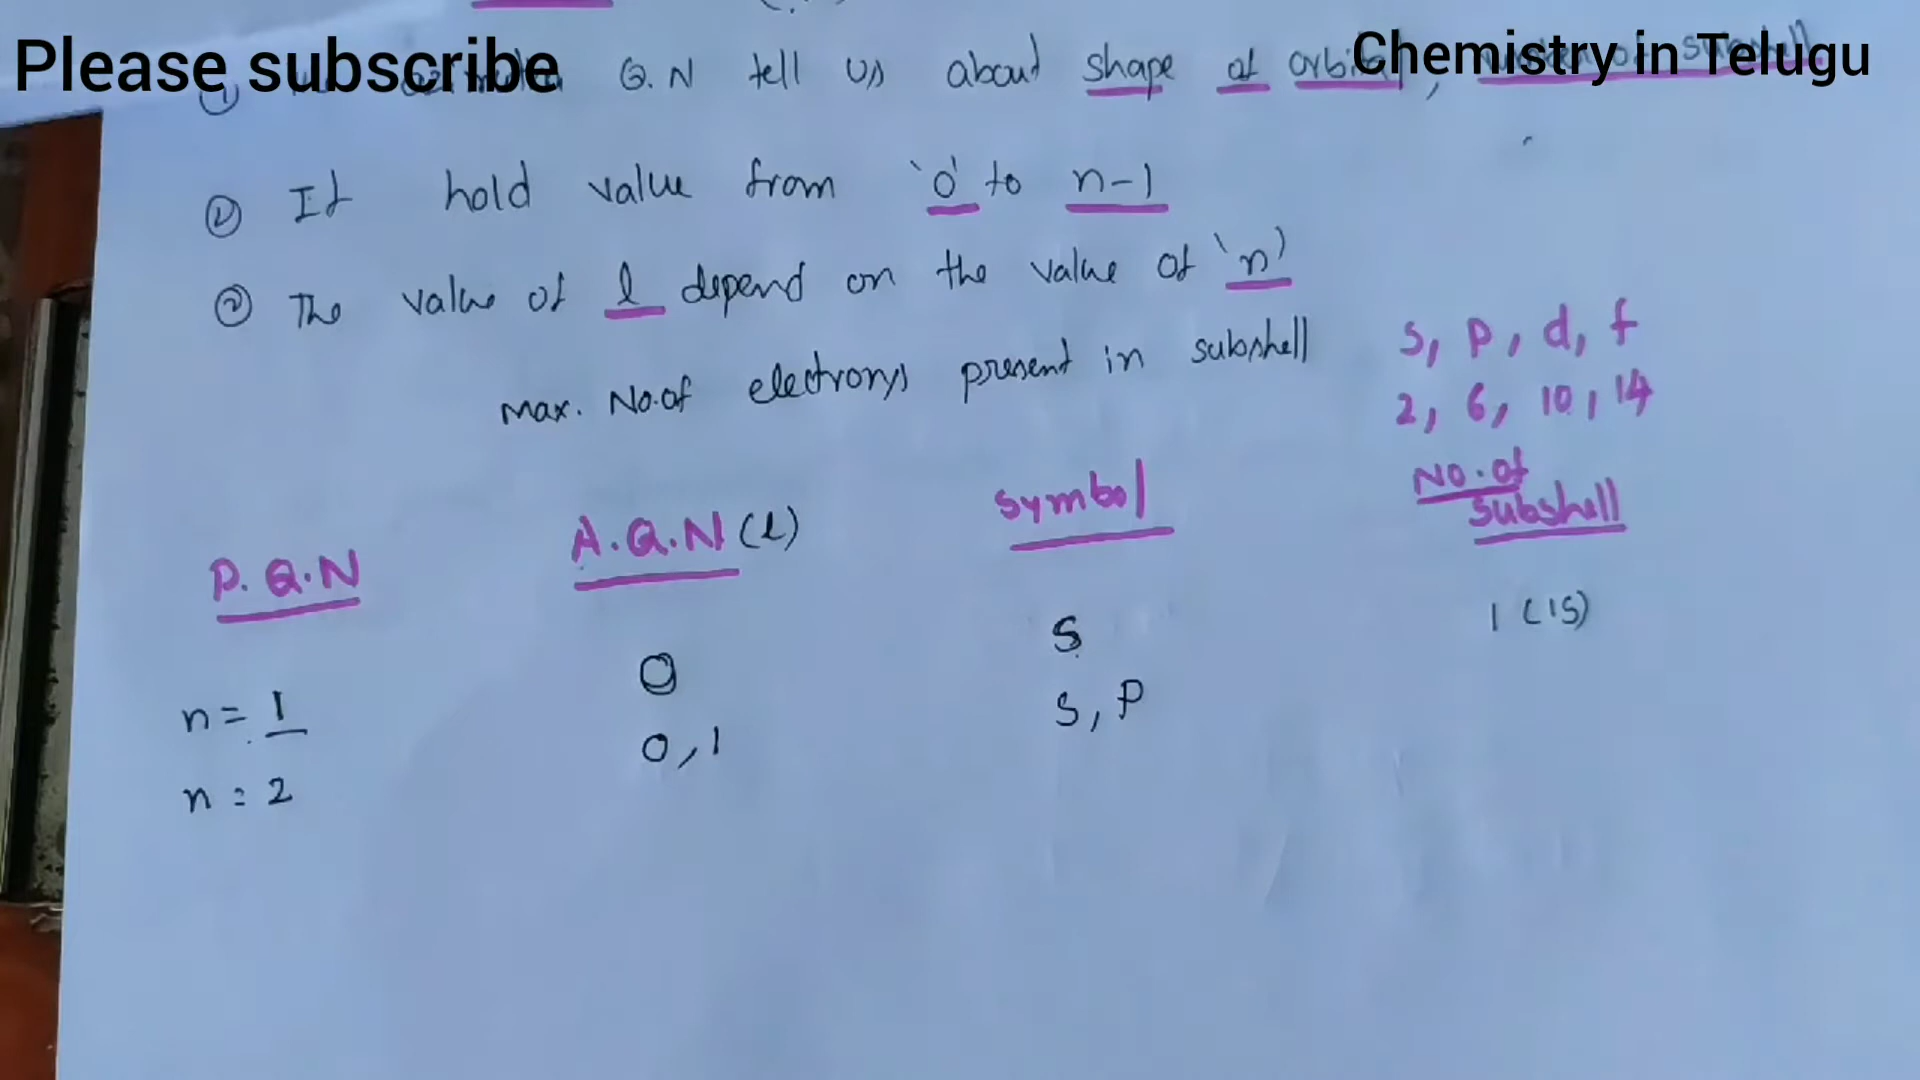 Please subscribe
Chemistry in Telugu
① Q.N tell us about shape of orbital,
② It hold value from 'o' to n-1
③ The value of l depend on the value of 'n'
Max. No.of electrons present in subshell
s, p, d, f
2, 6, 10, 14
P.Q.N A.Q.N (l) Symbol No.of Subshell
n = 1 0 s 1 (1s)
n = 2 0, 1 s, p